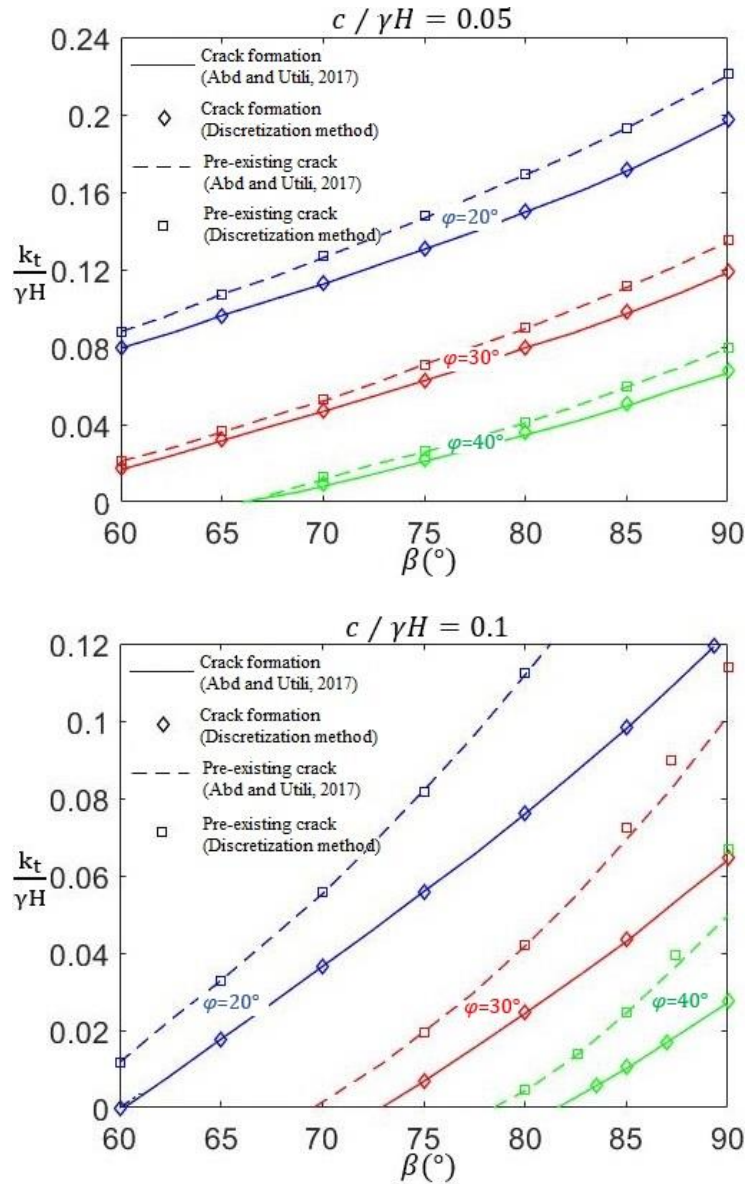 c / γH = 0.05
0.24
0.2
0.16
0.12
0.08
0.04
0
k_t
γH
Crack formation
(Abd and Utili, 2017)
Crack formation
(Discretization method)
Pre-existing crack
(Abd and Utili, 2017)
Pre-existing crack
(Discretization method)
φ=20°
φ=30°
φ=40°
60 65 70 75 80 85 90
β(°)
c / γH = 0.1
0.12
0.1
0.08
0.06
0.04
0.02
0
k_t
γH
Crack formation
(Abd and Utili, 2017)
Crack formation
(Discretization method)
Pre-existing crack
(Abd and Utili, 2017)
Pre-existing crack
(Discretization method)
φ=20°
φ=30°
φ=40°
60 65 70 75 80 85 90
β(°)